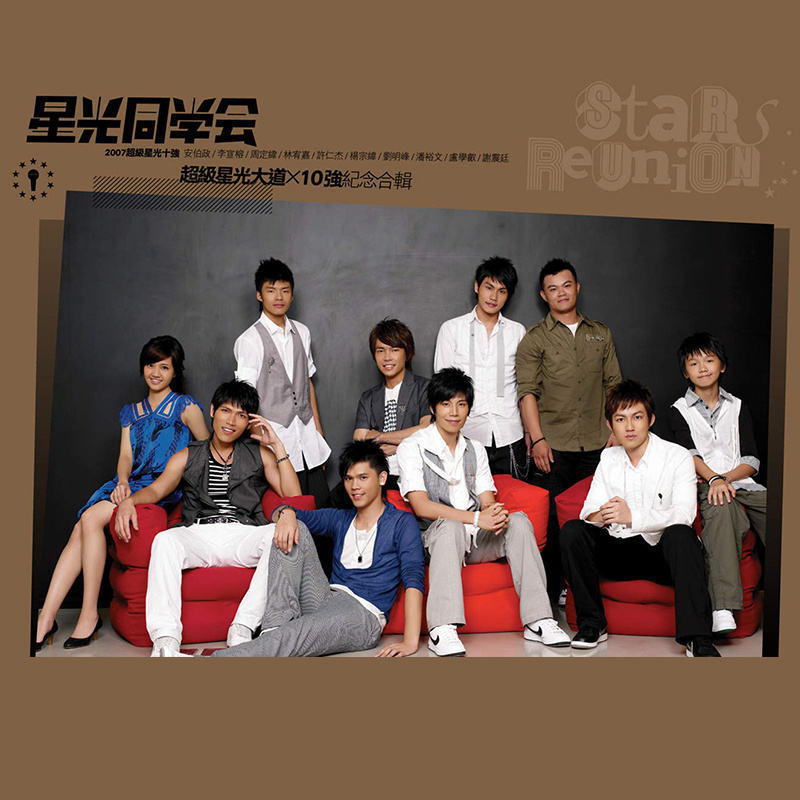 星光同学会
2007超級星光十強 安伯政/李宣榕/周定緯/林宥嘉/許仁杰/楊宗緯/劉明峰/潘裕文/盧學叡/謝震廷
超級星光大道×10強紀念合輯
StaRs
ReUnion